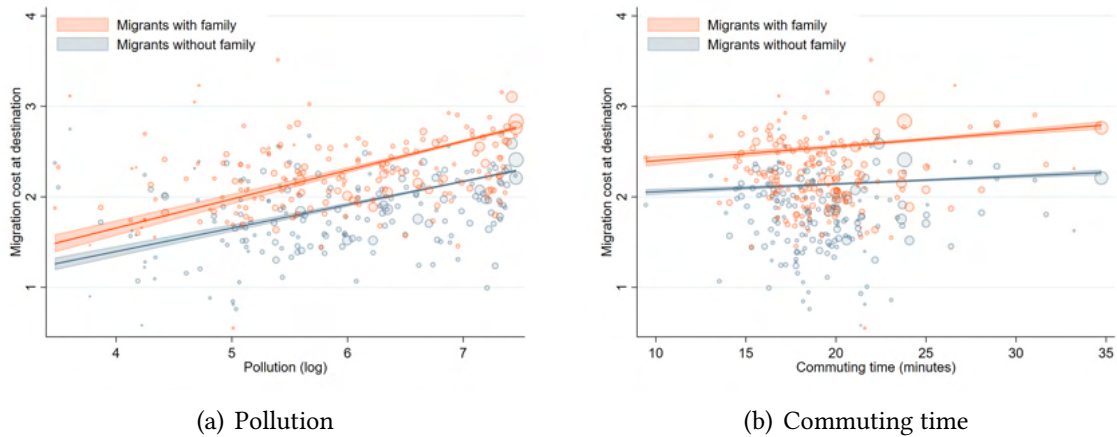 Migrants with family
Migrants without family
Migration cost at destination
4
3
2
1
4
5
6
7
Pollution (log)
(a) Pollution
Migrants with family
Migrants without family
Migration cost at destination
4
3
2
1
10
15
20
25
30
35
Commuting time (minutes)
(b) Commuting time